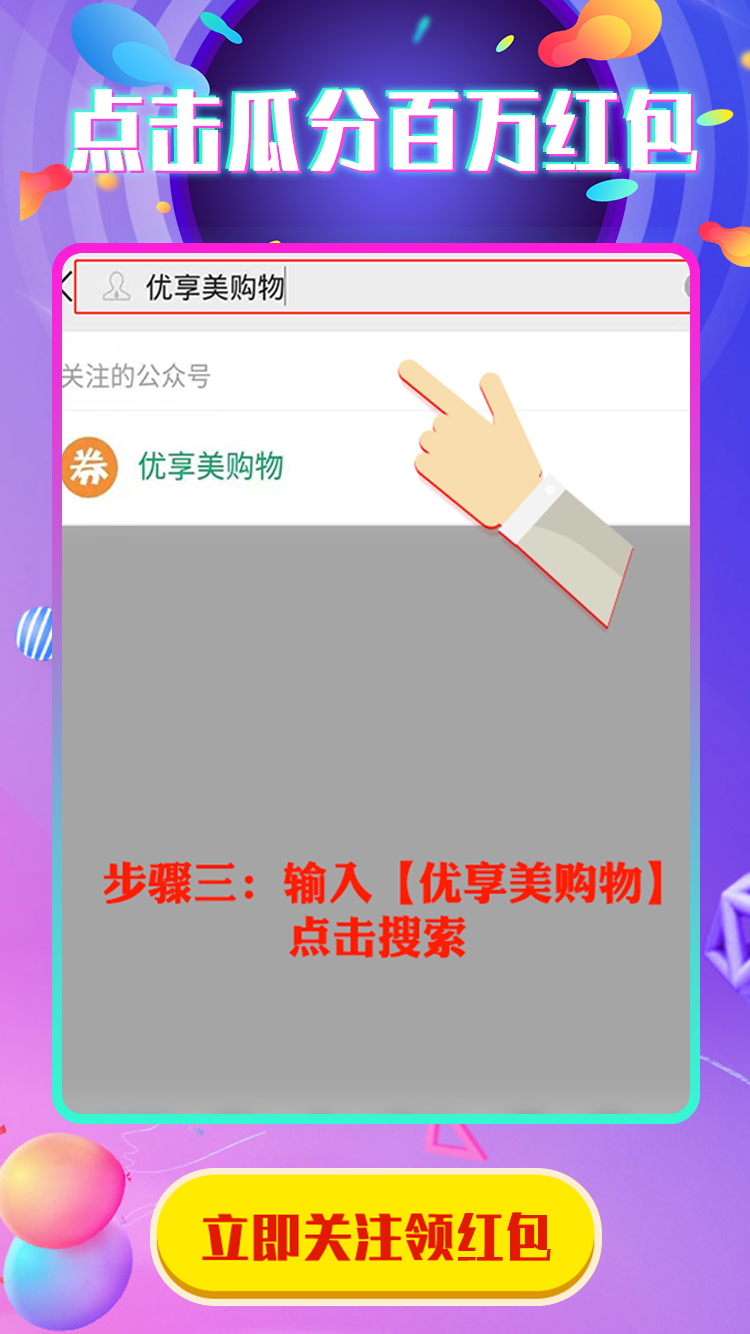 点击瓜分百万红包
优享美购物
关注的公众号
券
优享美购物
步骤三：输入【优享美购物】
点击搜索
立即关注领红包